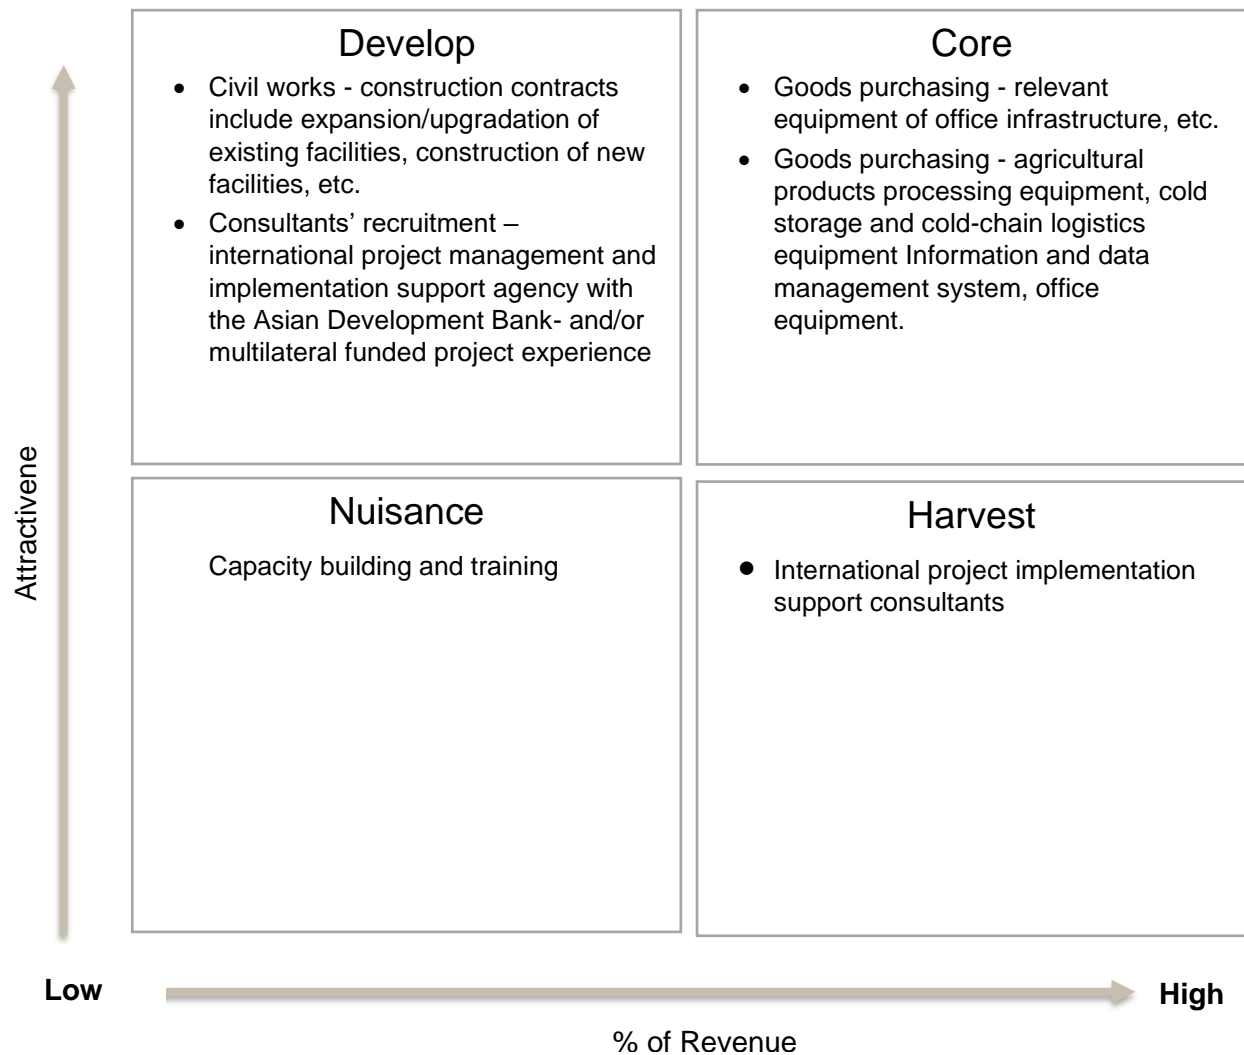 Develop
• Civil works - construction contracts
include expansion/upgradation of
existing facilities, construction of new
facilities, etc.
• Consultants’ recruitment –
international project management and
implementation support agency with
the Asian Development Bank- and/or
multilateral funded project experience
Core
• Goods purchasing - relevant
equipment of office infrastructure, etc.
• Goods purchasing - agricultural
products processing equipment, cold
storage and cold-chain logistics
equipment Information and data
management system, office
equipment.
Attractivene
Nuisance
Capacity building and training
Harvest
• International project implementation
support consultants
Low
High
% of Revenue